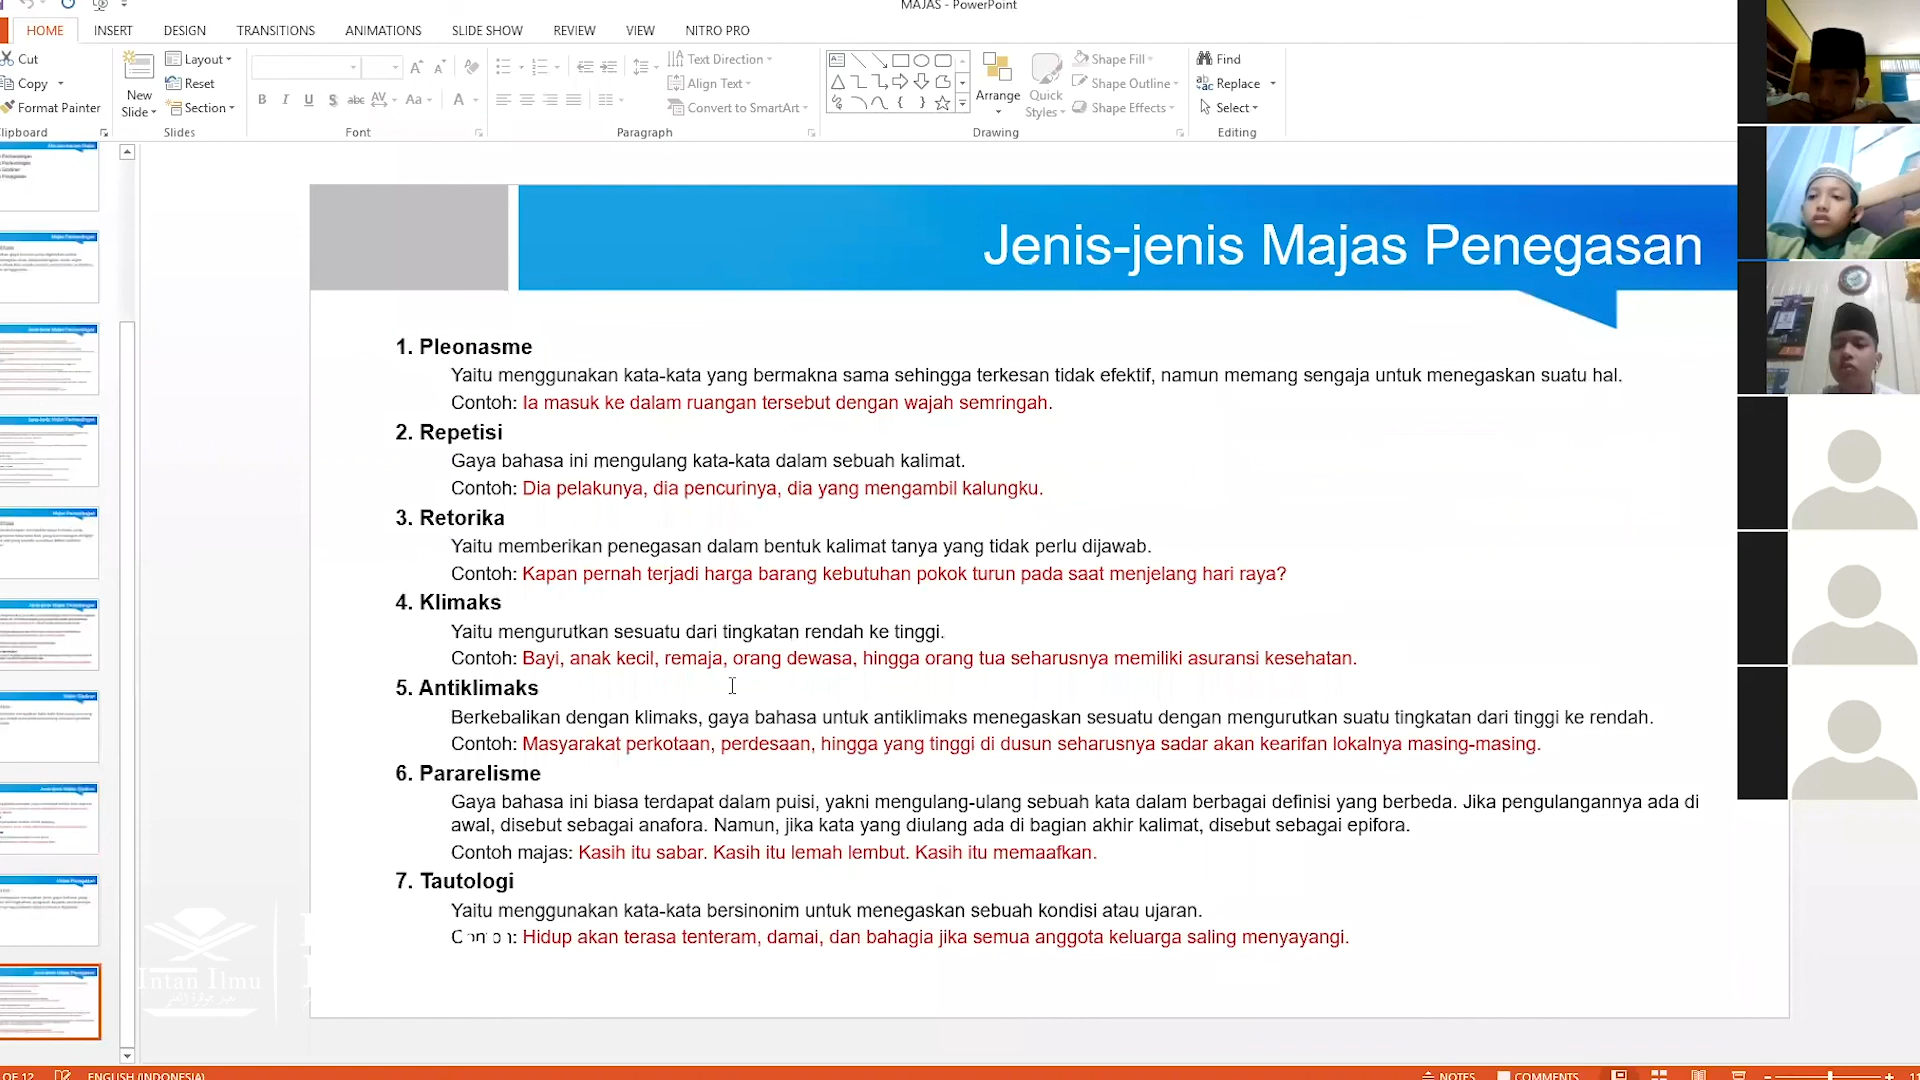 MAJAS - PowerPoint
HOME INSERT DESIGN TRANSITIONS ANIMATIONS SLIDE SHOW REVIEW VIEW NITRO PRO
Cut
Copy
Format Painter
Clipboard
New
Slide
Layout
Reset
Section
Slides
B I U S abc AV Aa A
Font
Text Direction
Align Text
Convert to SmartArt
Paragraph
Arrange
Quick
Styles
Shape Fill
Shape Outline
Shape Effects
Drawing
Find
Replace
Select
Editing
Jenis-jenis Majas Penegasan
1. Pleonasme
Yaitu menggunakan kata-kata yang bermakna sama sehingga terkesan tidak efektif, namun memang sengaja untuk menegaskan suatu hal.
Contoh: Ia masuk ke dalam ruangan tersebut dengan wajah semringah.
2. Repetisi
Gaya bahasa ini mengulang kata-kata dalam sebuah kalimat.
Contoh: Dia pelakunya, dia pencurinya, dia yang mengambil kalungku.
3. Retorika
Yaitu memberikan penegasan dalam bentuk kalimat tanya yang tidak perlu dijawab.
Contoh: Kapan pernah terjadi harga barang kebutuhan pokok turun pada saat menjelang hari raya?
4. Klimaks
Yaitu mengurutkan sesuatu dari tingkatan rendah ke tinggi.
Contoh: Bayi, anak kecil, remaja, orang dewasa, hingga orang tua seharusnya memiliki asuransi kesehatan.
5. Antiklimaks
Berkebalikan dengan klimaks, gaya bahasa untuk antiklimaks menegaskan sesuatu dengan mengurutkan suatu tingkatan dari tinggi ke rendah.
Contoh: Masyarakat perkotaan, perdesaan, hingga yang tinggi di dusun seharusnya sadar akan kearifan lokalnya masing-masing.
6. Pararelisme
Gaya bahasa ini biasa terdapat dalam puisi, yakni mengulang-ulang sebuah kata dalam berbagai definisi yang berbeda. Jika pengulangannya ada di
awal, disebut sebagai anafora. Namun, jika kata yang diulang ada di bagian akhir kalimat, disebut sebagai epifora.
Contoh majas: Kasih itu sabar. Kasih itu lemah lembut. Kasih itu memaafkan.
7. Tautologi
Yaitu menggunakan kata-kata bersinonim untuk menegaskan sebuah kondisi atau ujaran.
Contoh: Hidup akan terasa tenteram, damai, dan bahagia jika semua anggota keluarga saling menyayangi.
Intan Ilmu
OF 12 ENGLISH (INDONESIA) NOTES COMMENTS